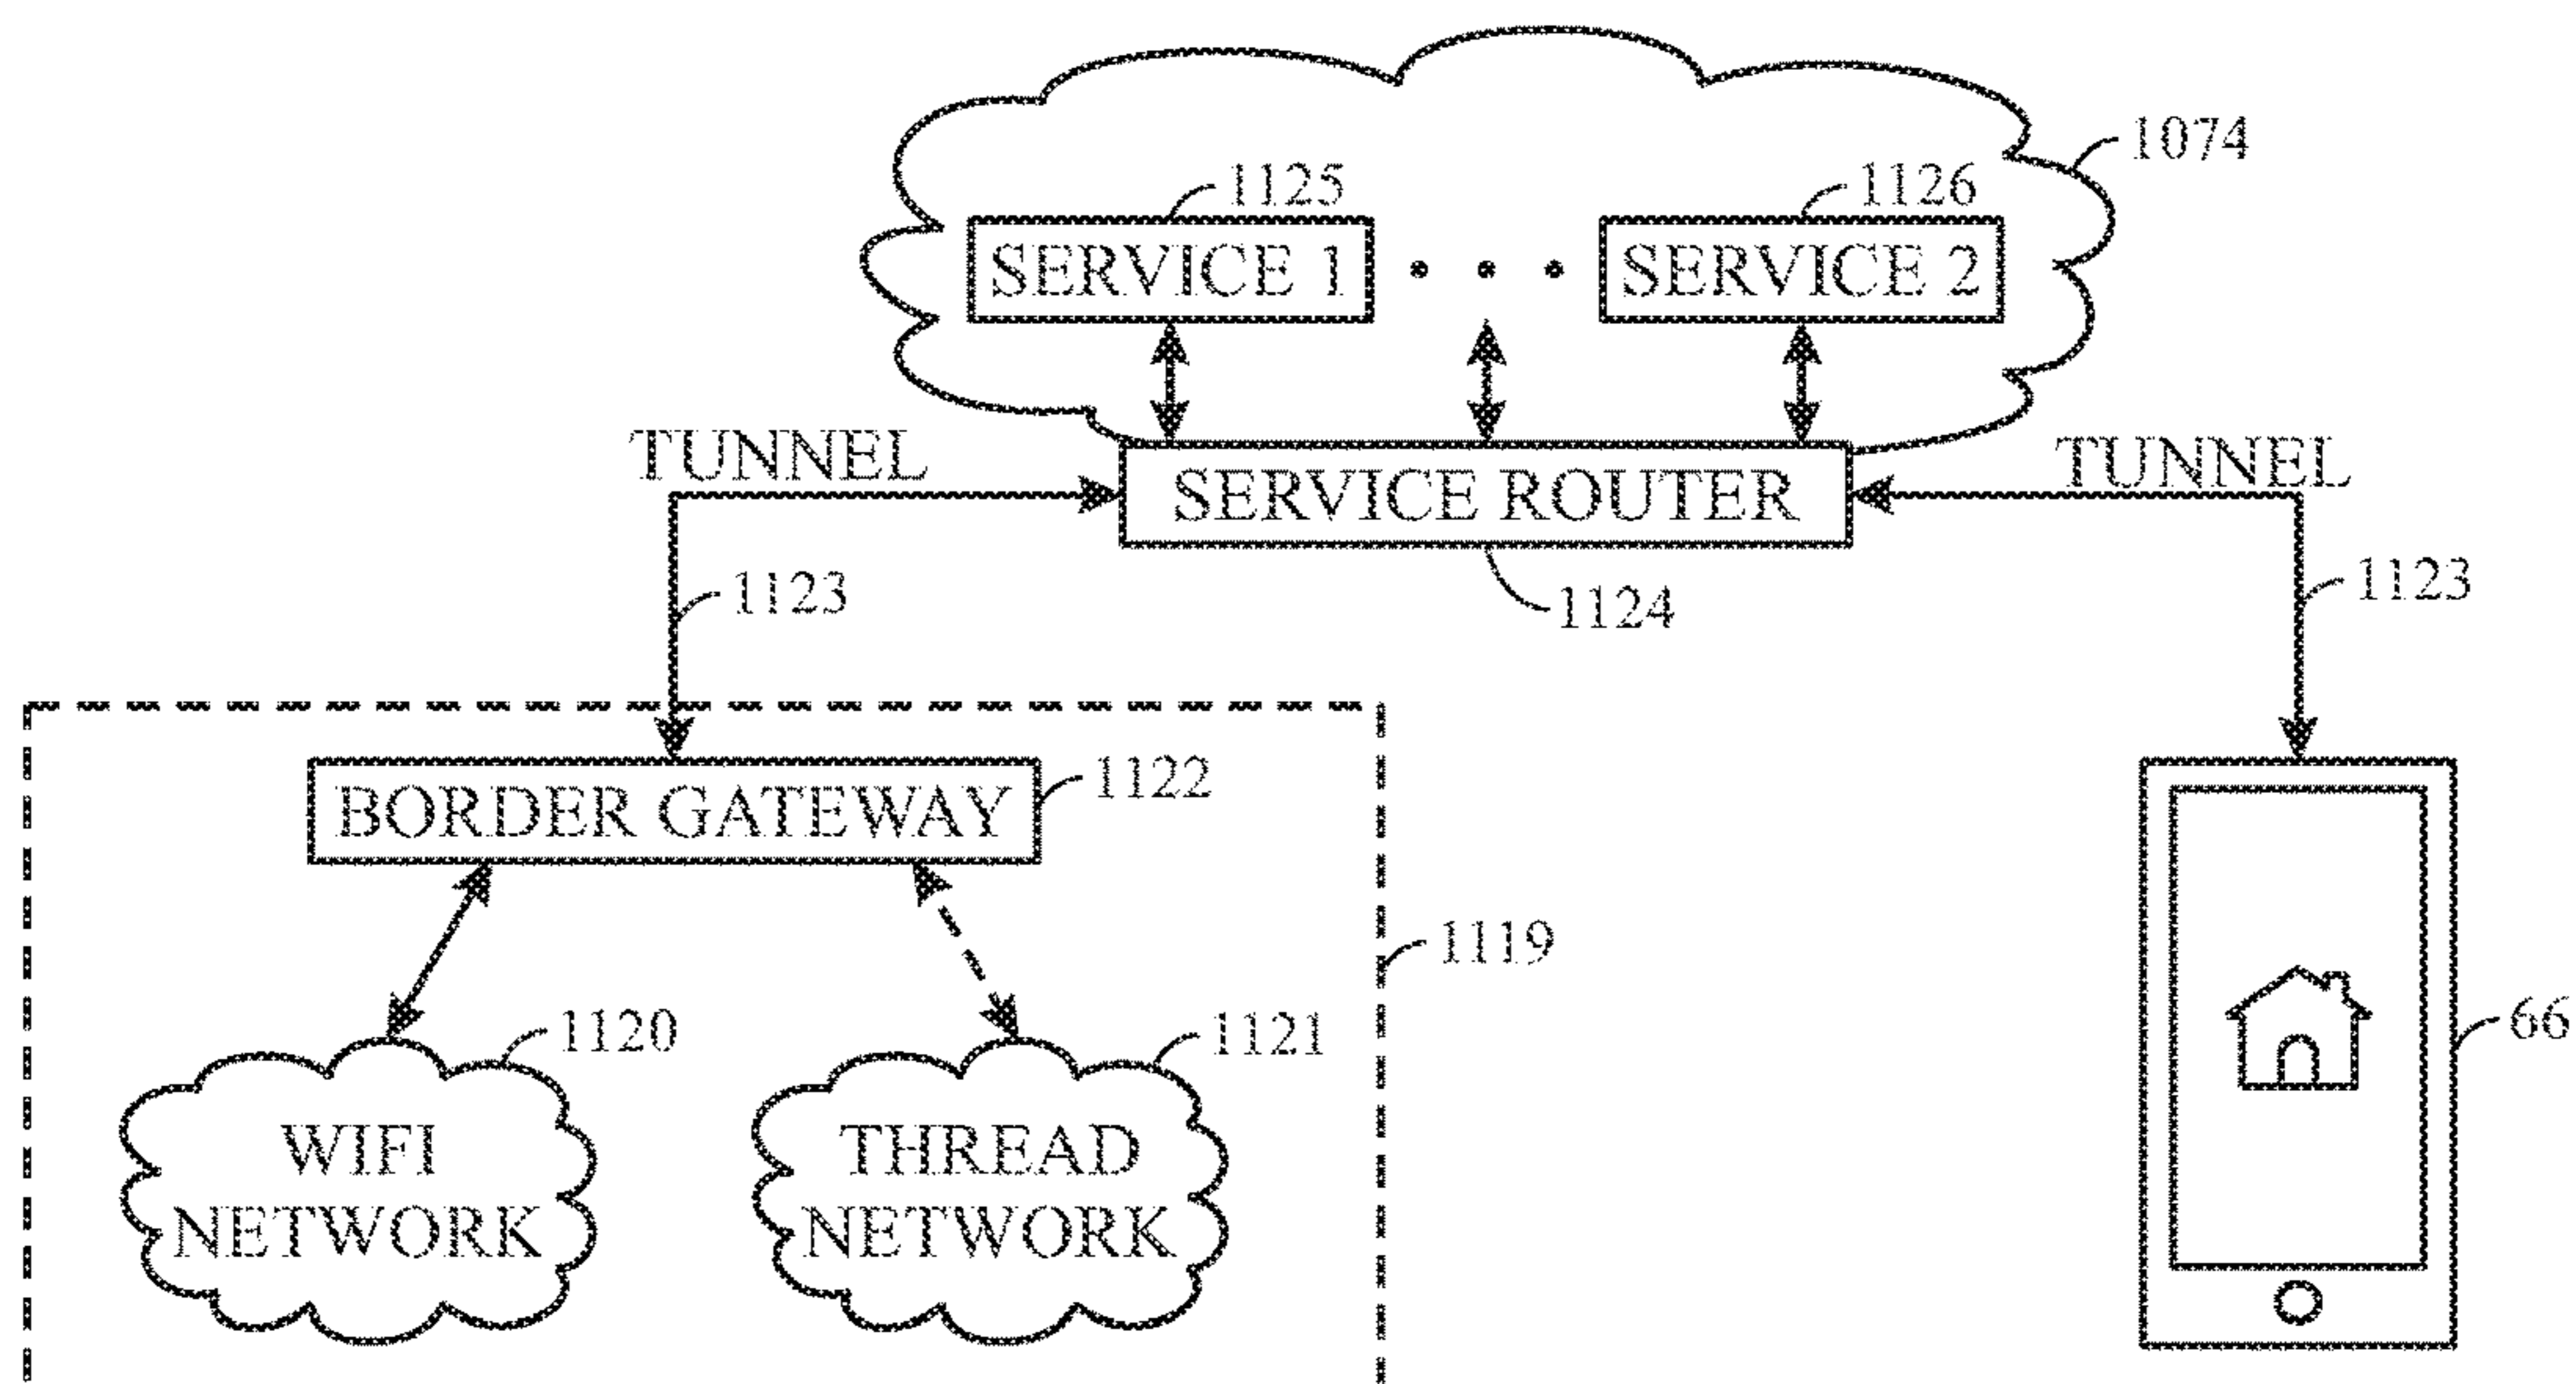 1074
1125
1126
SERVICE 1
SERVICE 2
TUNNEL
TUNNEL
SERVICE ROUTER
1123
1124
1123
1122
BORDER GATEWAY
1119
1120
1121
66
WIFI
NETWORK
THREAD
NETWORK